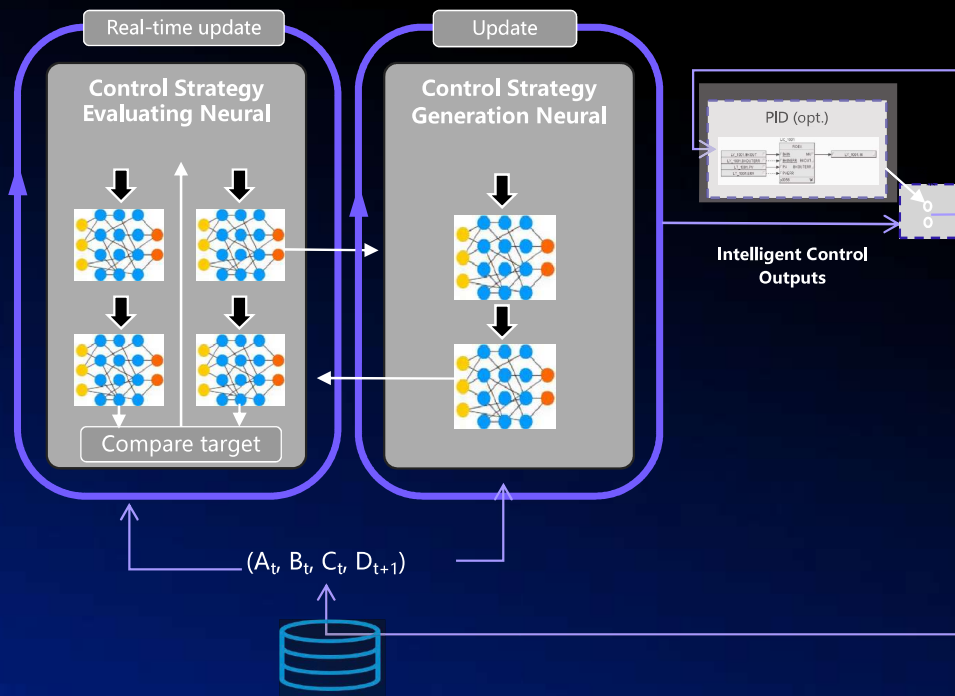 Real-time update
Update
Control Strategy
Evaluating Neural
Control Strategy
Generation Neural
PID (opt.)
Intelligent Control
Outputs
Compare target
(Aₜ, Bₜ, Cₜ, Dₜ₊₁)